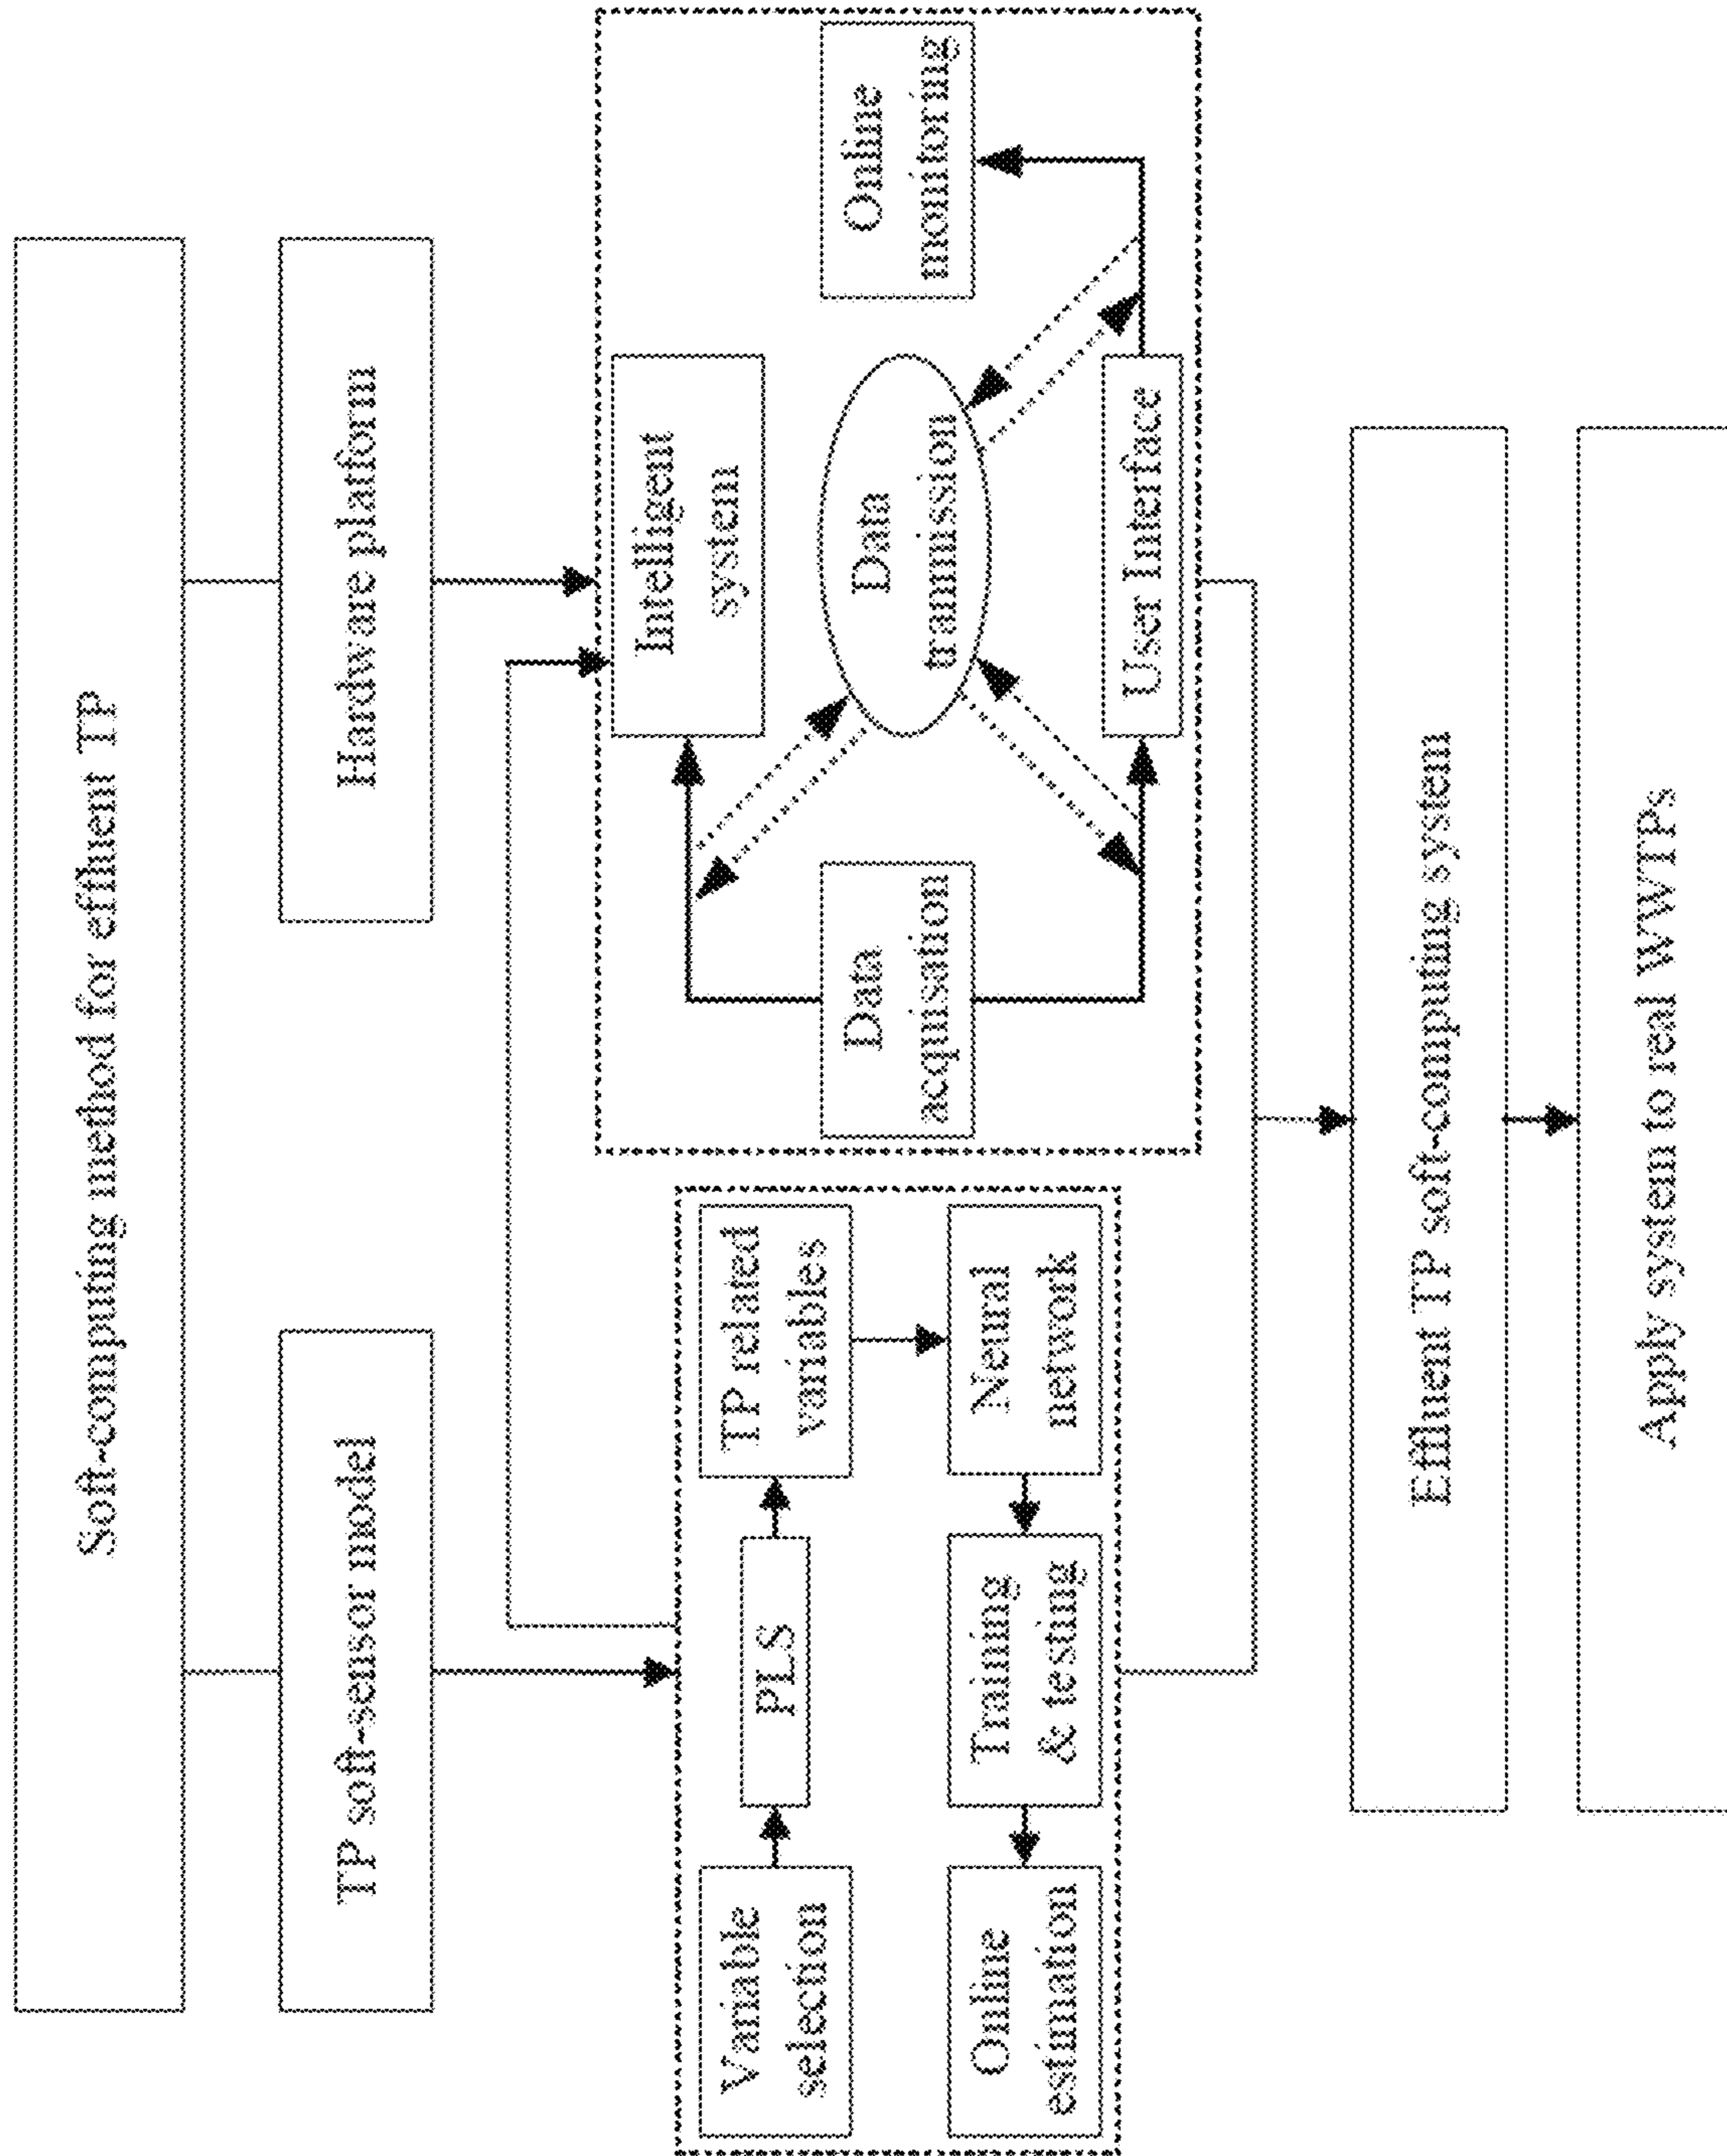 Soft-computing method for effluent TP
TP soft-sensor model
Hardware platform
Variable
selection
PLS
TP related
variables
Online
estimation
Training
& testing
Neural
network
Intelligent
system
Data
acquisation
Data
tranmission
Online
monitoring
User Interface
Effluent TP soft-computing system
Apply system to real WWTPs